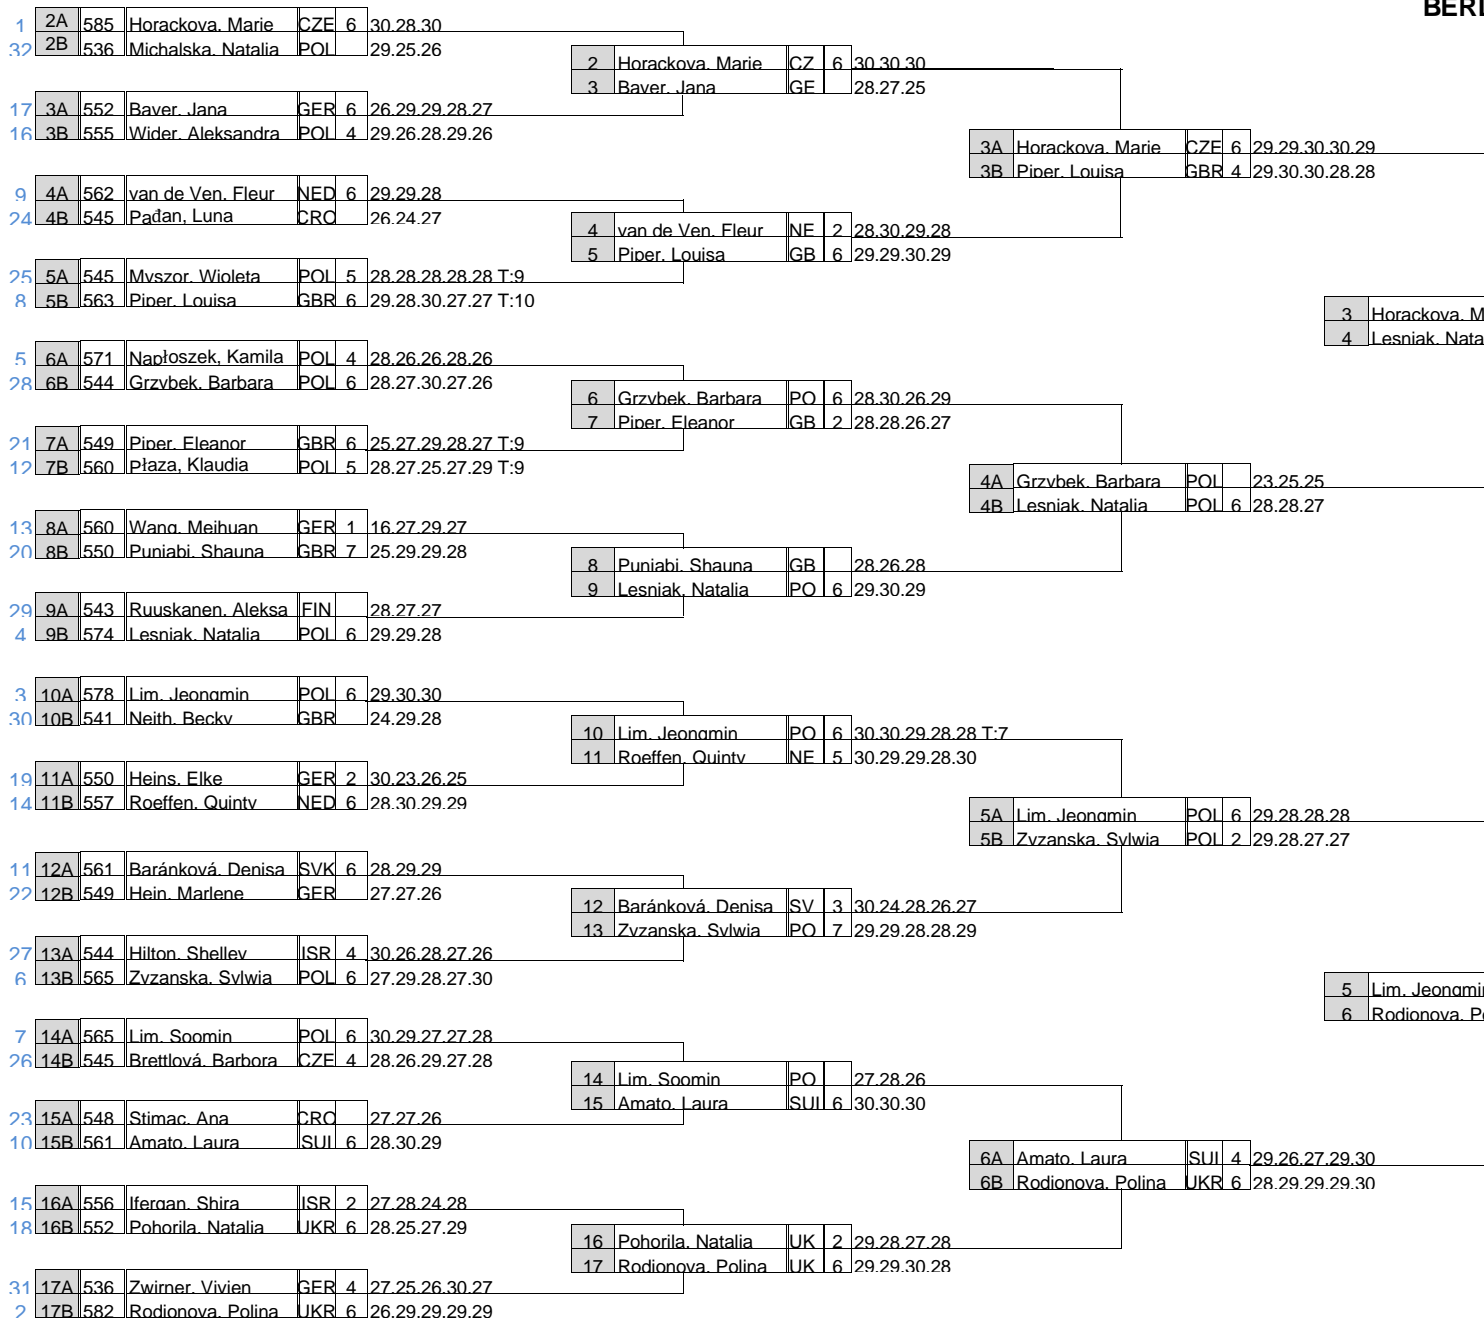 BERL
1 2A 585 Horackova, Marie CZE 6 30.28.30
32 2B 536 Michalska, Natalia POL 29.25.26
2 Horackova, Marie CZ 6 30.30.30
3 Bayer, Jana GE 28.27.25
17 3A 552 Bayer, Jana GER 6 26.29.29.28.27
16 3B 555 Wider, Aleksandra POL 4 29.26.28.29.26
3A Horackova, Marie CZE 6 29.29.30.30.29
3B Piper, Louisa GBR 4 29.30.30.28.28
9 4A 562 van de Ven, Fleur NED 6 29.29.28
24 4B 545 Pađan, Luna CRO 26.24.27
4 van de Ven, Fleur NE 2 28.30.29.28
5 Piper, Louisa GB 6 29.29.30.29
25 5A 545 Myszor, Wioleta POL 5 28.28.28.28.28 T:9
8 5B 563 Piper, Louisa GBR 6 29.28.30.27.27 T:10
3 Horackova, M
4 Lesniak, Nata
5 6A 571 Napłoszek, Kamila POL 4 28.26.26.28.26
28 6B 544 Grzybek, Barbara POL 6 28.27.30.27.26
6 Grzybek, Barbara PO 6 28.30.26.29
7 Piper, Eleanor GB 2 28.28.26.27
21 7A 549 Piper, Eleanor GBR 6 25.27.29.28.27 T:9
12 7B 560 Płaza, Klaudia POL 5 28.27.25.27.29 T:9
4A Grzybek, Barbara POL 23.25.25
4B Lesniak, Natalia POL 6 28.28.27
13 8A 560 Wang, Meihuan GER 1 16.27.29.27
20 8B 550 Punjabi, Shauna GBR 7 25.29.29.28
8 Punjabi, Shauna GB 28.26.28
9 Lesniak, Natalia PO 6 29.30.29
29 9A 543 Ruuskanen, Aleksa FIN 28.27.27
4 9B 574 Lesniak, Natalia POL 6 29.29.28
3 10A 578 Lim, Jeongmin POL 6 29.30.30
30 10B 541 Neith, Becky GBR 24.29.28
10 Lim, Jeongmin PO 6 30.30.29.28.28 T:7
11 Roeffen, Quinty NE 5 30.29.29.28.30
19 11A 550 Heins, Elke GER 2 30.23.26.25
14 11B 557 Roeffen, Quinty NED 6 28.30.29.29
5A Lim, Jeongmin POL 6 29.28.28.28
5B Zyzanska, Sylwia POL 2 29.28.27.27
11 12A 561 Baránková, Denisa SVK 6 28.29.29
22 12B 549 Hein, Marlene GER 27.27.26
12 Baránková, Denisa SV 3 30.24.28.26.27
13 Zyzanska, Sylwia PO 7 29.29.28.28.29
27 13A 544 Hilton, Shelley ISR 4 30.26.28.27.26
6 13B 565 Zyzanska, Sylwia POL 6 27.29.28.27.30
5 Lim, Jeongmin
6 Rodionova, Po
7 14A 565 Lim, Soomin POL 6 30.29.27.27.28
26 14B 545 Brettlová, Barbora CZE 4 28.26.29.27.28
14 Lim, Soomin PO 27.28.26
15 Amato, Laura SUI 6 30.30.30
23 15A 548 Stimac, Ana CRO 27.27.26
10 15B 561 Amato, Laura SUI 6 28.30.29
6A Amato, Laura SUI 4 29.26.27.29.30
6B Rodionova, Polina UKR 6 28.29.29.29.30
15 16A 556 Ifergan, Shira ISR 2 27.28.24.28
18 16B 552 Pohorila, Natalia UKR 6 28.25.27.29
16 Pohorila, Natalia UK 2 29.28.27.28
17 Rodionova, Polina UK 6 29.29.30.28
31 17A 536 Zwirner, Vivien GER 4 27.25.26.30.27
2 17B 582 Rodionova, Polina UKR 6 26.29.29.29.29